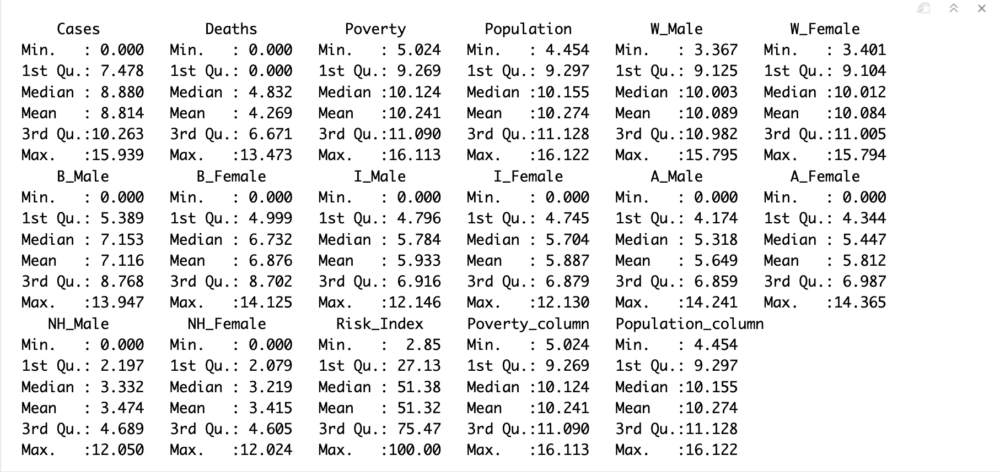 Cases           Deaths          Poverty         Population         W_Male          W_Female
Min.   : 0.000   Min.   : 0.000   Min.   : 5.024   Min.   : 4.454   Min.   : 3.367   Min.   : 3.401
1st Qu.: 7.478   1st Qu.: 0.000   1st Qu.: 9.269   1st Qu.: 9.297   1st Qu.: 9.125   1st Qu.: 9.104
Median : 8.880   Median : 4.832   Median :10.124   Median :10.155   Median :10.003   Median :10.012
Mean   : 8.814   Mean   : 4.269   Mean   :10.241   Mean   :10.274   Mean   :10.089   Mean   :10.084
3rd Qu.:10.263   3rd Qu.: 6.671   3rd Qu.:11.090   3rd Qu.:11.128   3rd Qu.:10.982   3rd Qu.:11.005
Max.   :15.939   Max.   :13.473   Max.   :16.113   Max.   :16.122   Max.   :15.795   Max.   :15.794
    B_Male          B_Female          I_Male          I_Female          A_Male          A_Female
Min.   : 0.000   Min.   : 0.000   Min.   : 0.000   Min.   : 0.000   Min.   : 0.000   Min.   : 0.000
1st Qu.: 5.389   1st Qu.: 4.999   1st Qu.: 4.796   1st Qu.: 4.745   1st Qu.: 4.174   1st Qu.: 4.344
Median : 7.153   Median : 6.732   Median : 5.784   Median : 5.704   Median : 5.318   Median : 5.447
Mean   : 7.116   Mean   : 6.876   Mean   : 5.933   Mean   : 5.887   Mean   : 5.649   Mean   : 5.812
3rd Qu.: 8.768   3rd Qu.: 8.702   3rd Qu.: 6.916   3rd Qu.: 6.879   3rd Qu.: 6.859   3rd Qu.: 6.987
Max.   :13.947   Max.   :14.125   Max.   :12.146   Max.   :12.130   Max.   :14.241   Max.   :14.365
   NH_Male         NH_Female        Risk_Index     Poverty_column   Population_column
Min.   : 0.000   Min.   : 0.000   Min.   :  2.85   Min.   : 5.024   Min.   : 4.454
1st Qu.: 2.197   1st Qu.: 2.079   1st Qu.: 27.13   1st Qu.: 9.269   1st Qu.: 9.297
Median : 3.332   Median : 3.219   Median : 51.38   Median :10.124   Median :10.155
Mean   : 3.474   Mean   : 3.415   Mean   : 51.32   Mean   :10.241   Mean   :10.274
3rd Qu.: 4.689   3rd Qu.: 4.605   3rd Qu.: 75.47   3rd Qu.:11.090   3rd Qu.:11.128
Max.   :12.050   Max.   :12.024   Max.   :100.00   Max.   :16.113   Max.   :16.122